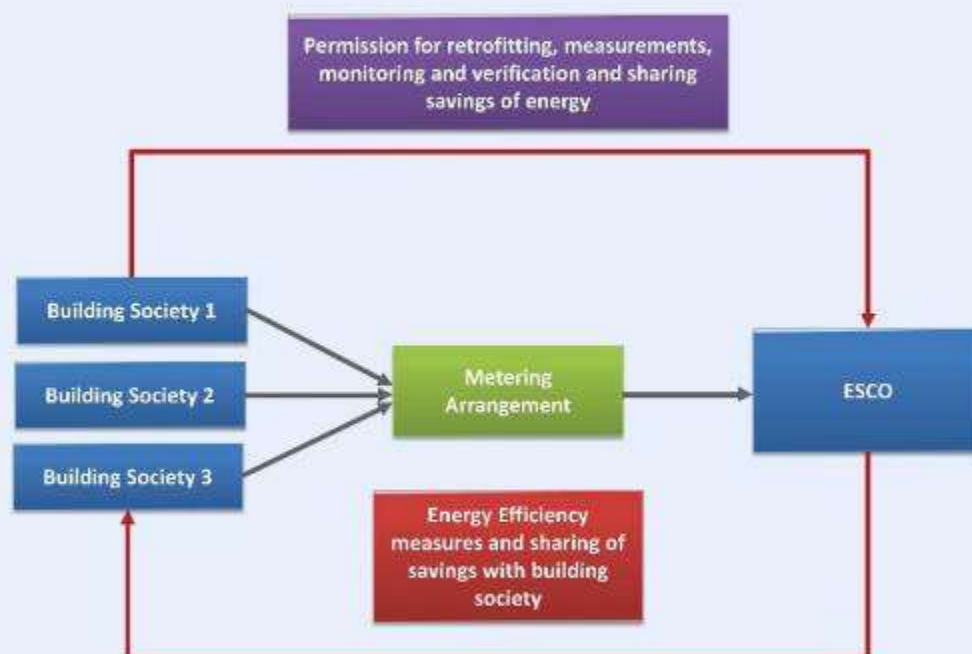 Permission for retrofitting, measurements,
monitoring and verification and sharing
savings of energy
Building Society 1
Building Society 2
Building Society 3
Metering
Arrangement
ESCO
Energy Efficiency
measures and sharing of
savings with building
society